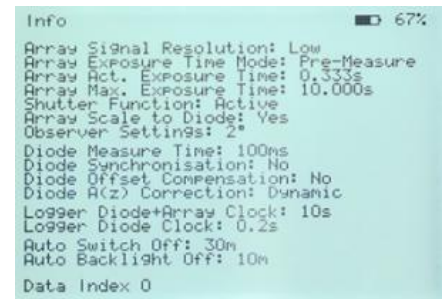 Info 67%
Array Signal Resolution: Low
Array Exposure Time Mode: Pre-Measure
Array Act. Exposure Time: 0.333s
Array Max. Exposure Time: 10.000s
Shutter Function: Active
Array Scale to Diode: Yes
Observer Settings: 2°
Diode Measure Time: 100ms
Diode Synchronisation: No
Diode Offset Compensation: No
Diode A(z) Correction: Dynamic
Logger Diode+Array Clock: 10s
Logger Diode Clock: 0.2s
Auto Switch Off: 30m
Auto Backlight Off: 10m
Data Index 0